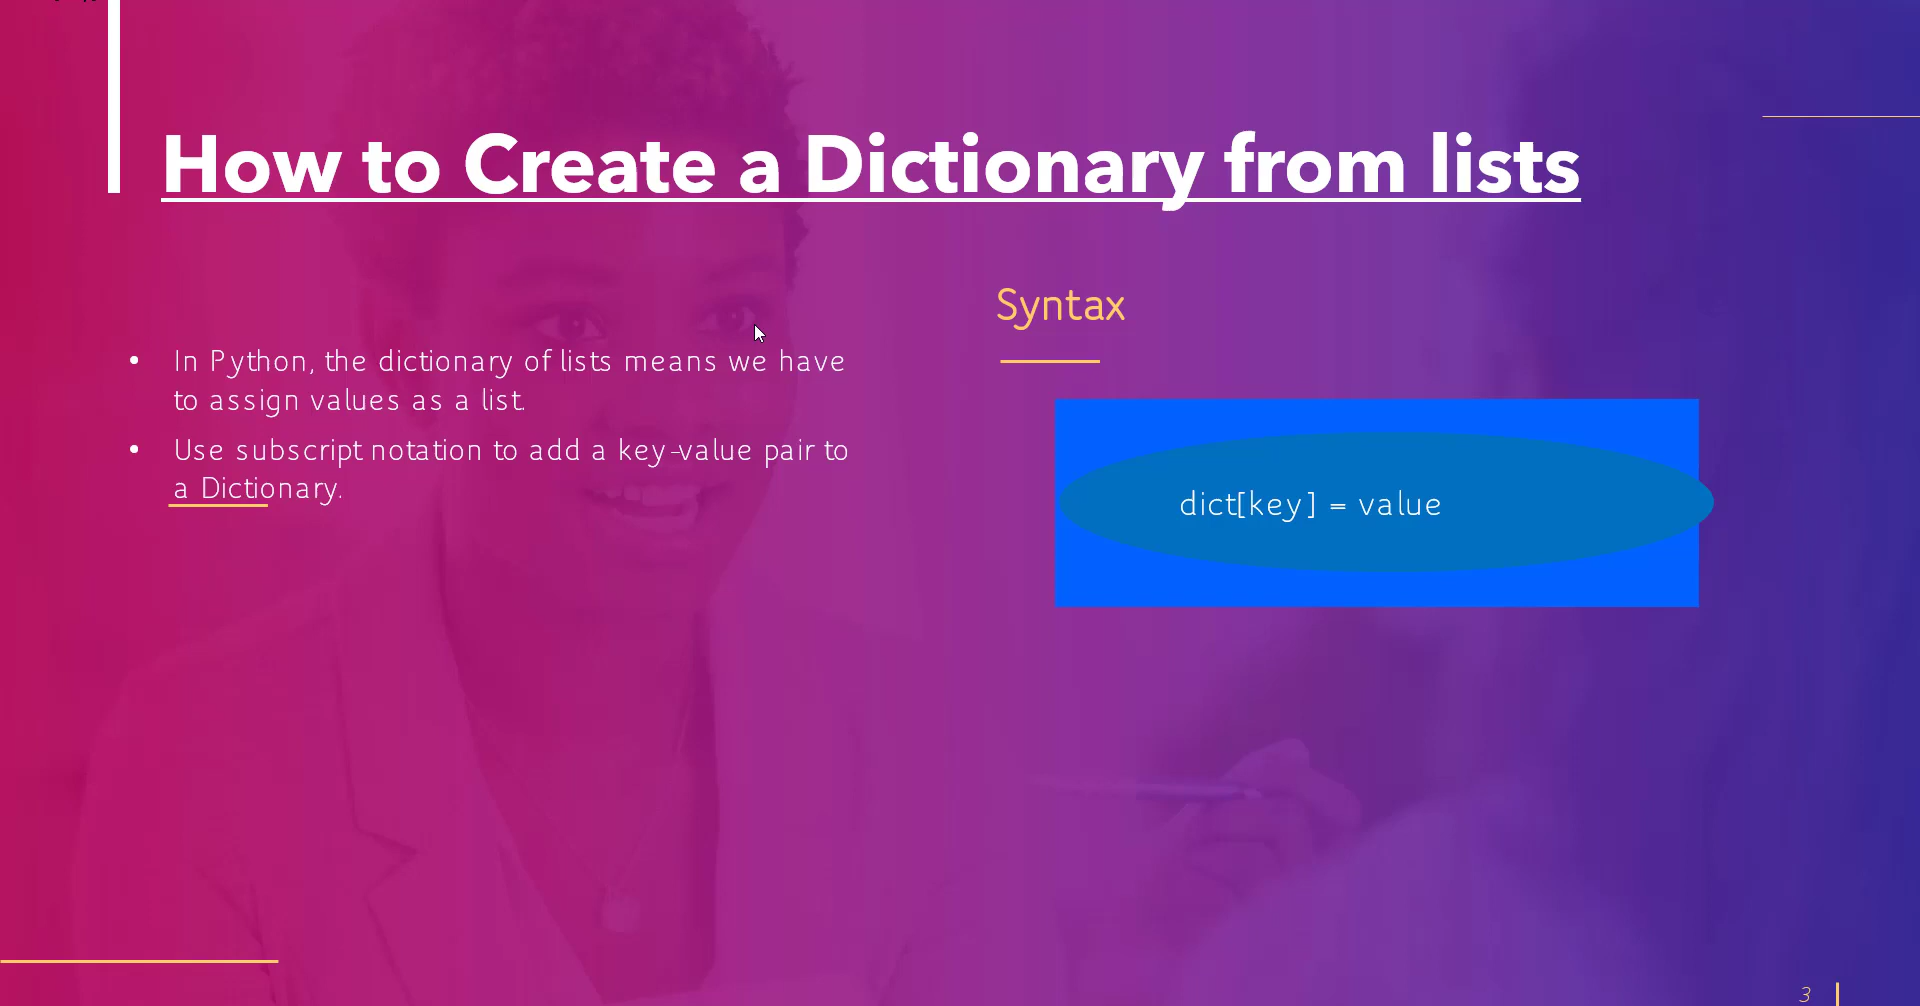 How to Create a Dictionary from lists
• In Python, the dictionary of lists means we have
to assign values as a list.
• Use subscript notation to add a key-value pair to
a Dictionary.
Syntax
dict[key] = value
3